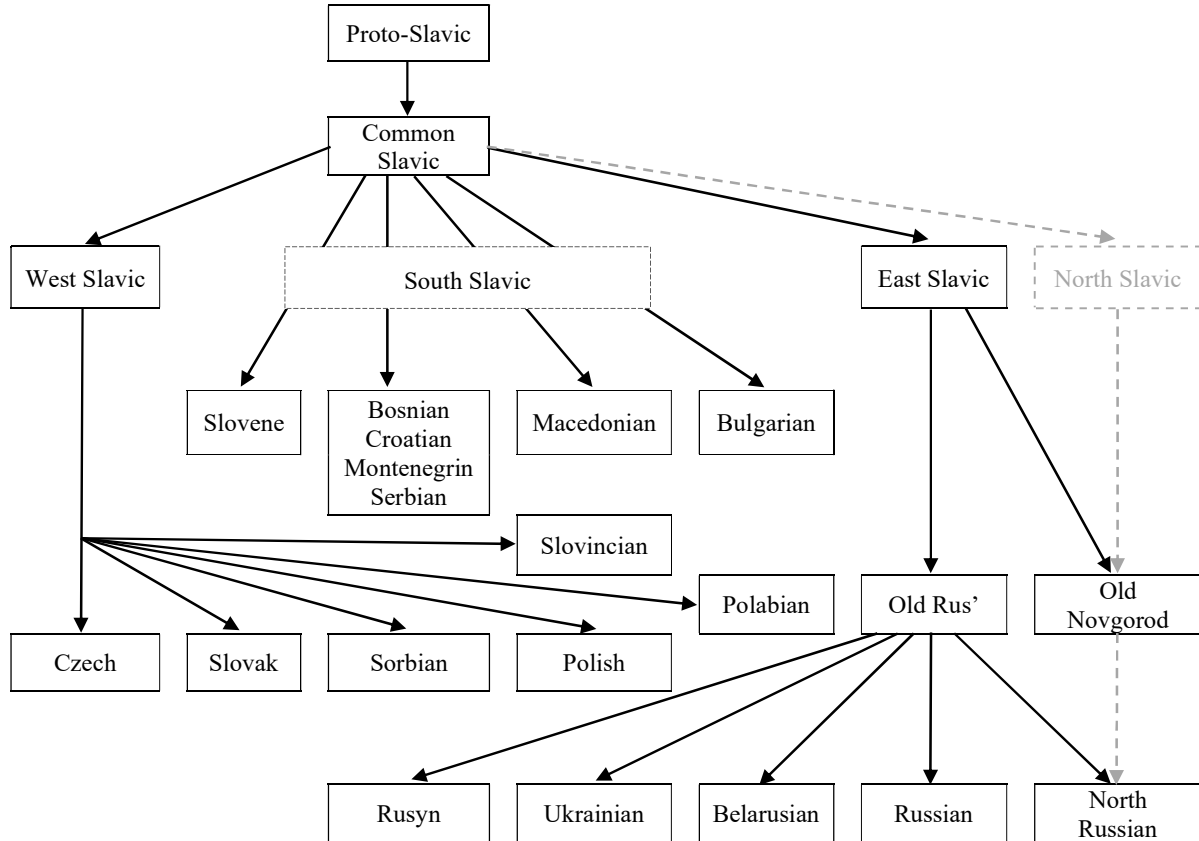 Proto-Slavic
Common
Slavic
West Slavic
South Slavic
East Slavic
North Slavic
Slovene
Bosnian
Croatian
Montenegrin
Serbian
Macedonian
Bulgarian
Slovincian
Polabian
Old Rus’
Old
Novgorod
Czech
Slovak
Sorbian
Polish
Rusyn
Ukrainian
Belarusian
Russian
North
Russian